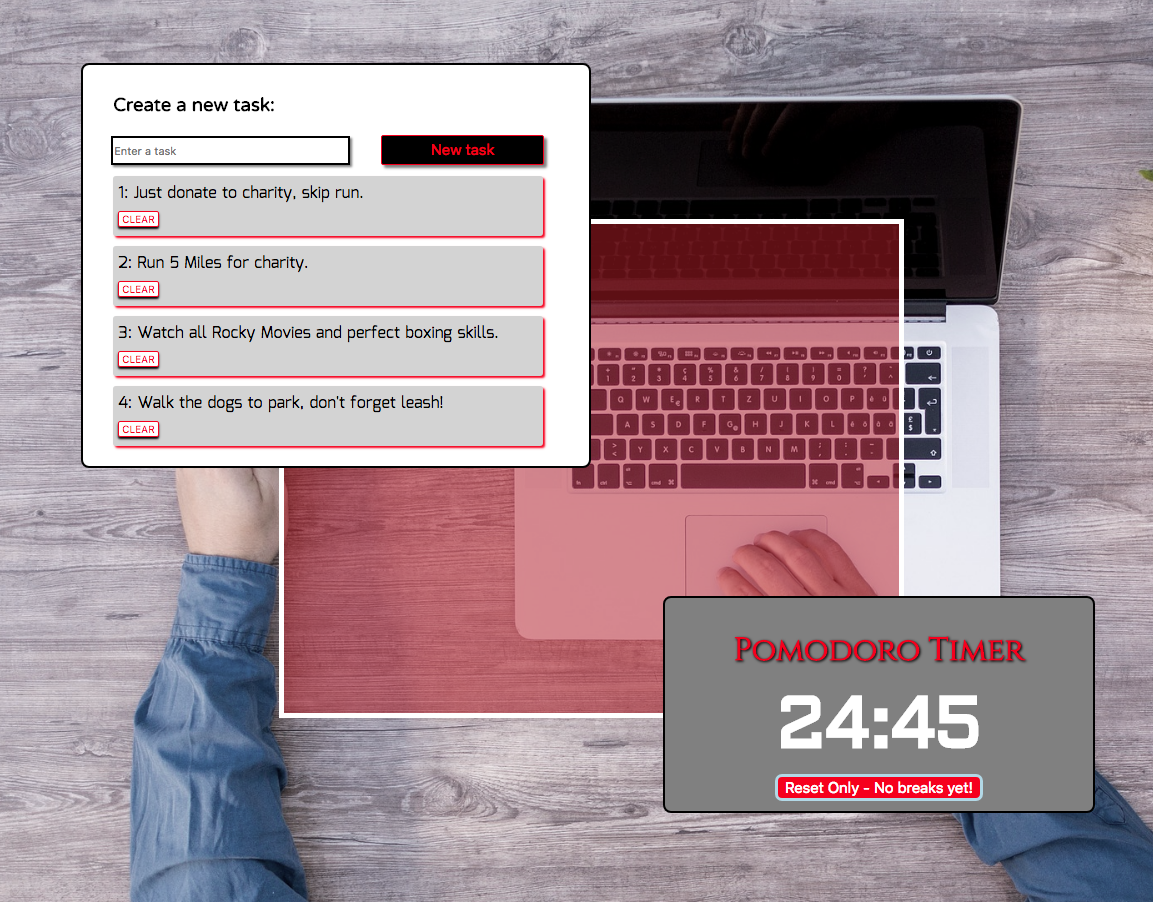 Create a new task:
Enter a task
New task
1: Just donate to charity, skip run.
CLEAR
2: Run 5 Miles for charity.
CLEAR
3: Watch all Rocky Movies and perfect boxing skills.
CLEAR
4: Walk the dogs to park, don't forget leash!
CLEAR
Q W E R T Z U I O P
A S D F G H J K L
Y X C V B N M
Pomodoro Timer
24:45
Reset Only - No breaks yet!